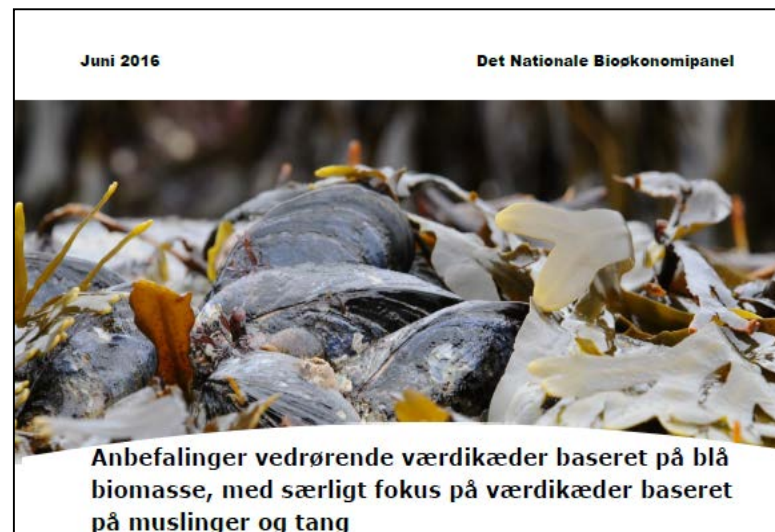 Juni 2016
Det Nationale Bioøkonomipanel
Anbefalinger vedrørende værdikæder baseret på blå
biomasse, med særligt fokus på værdikæder baseret
på muslinger og tang